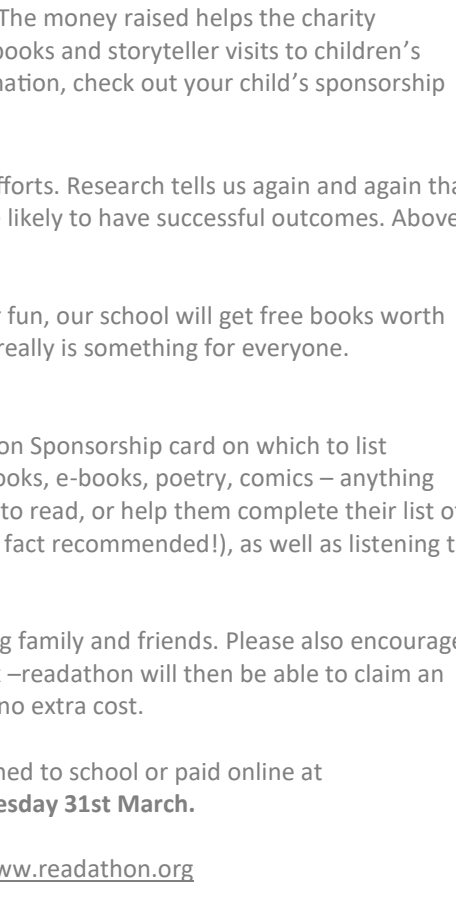 The money raised helps the charity
books and storyteller visits to children's
nation, check out your child's sponsorship
fforts. Research tells us again and again tha
likely to have successful outcomes. Above
fun, our school will get free books worth
really is something for everyone.
on Sponsorship card on which to list
ooks, e-books, poetry, comics – anything
to read, or help them complete their list of
fact recommended!), as well as listening t
g family and friends. Please also encourage
–readathon will then be able to claim an
no extra cost.
ned to school or paid online at
esday 31st March.
ww.readathon.org